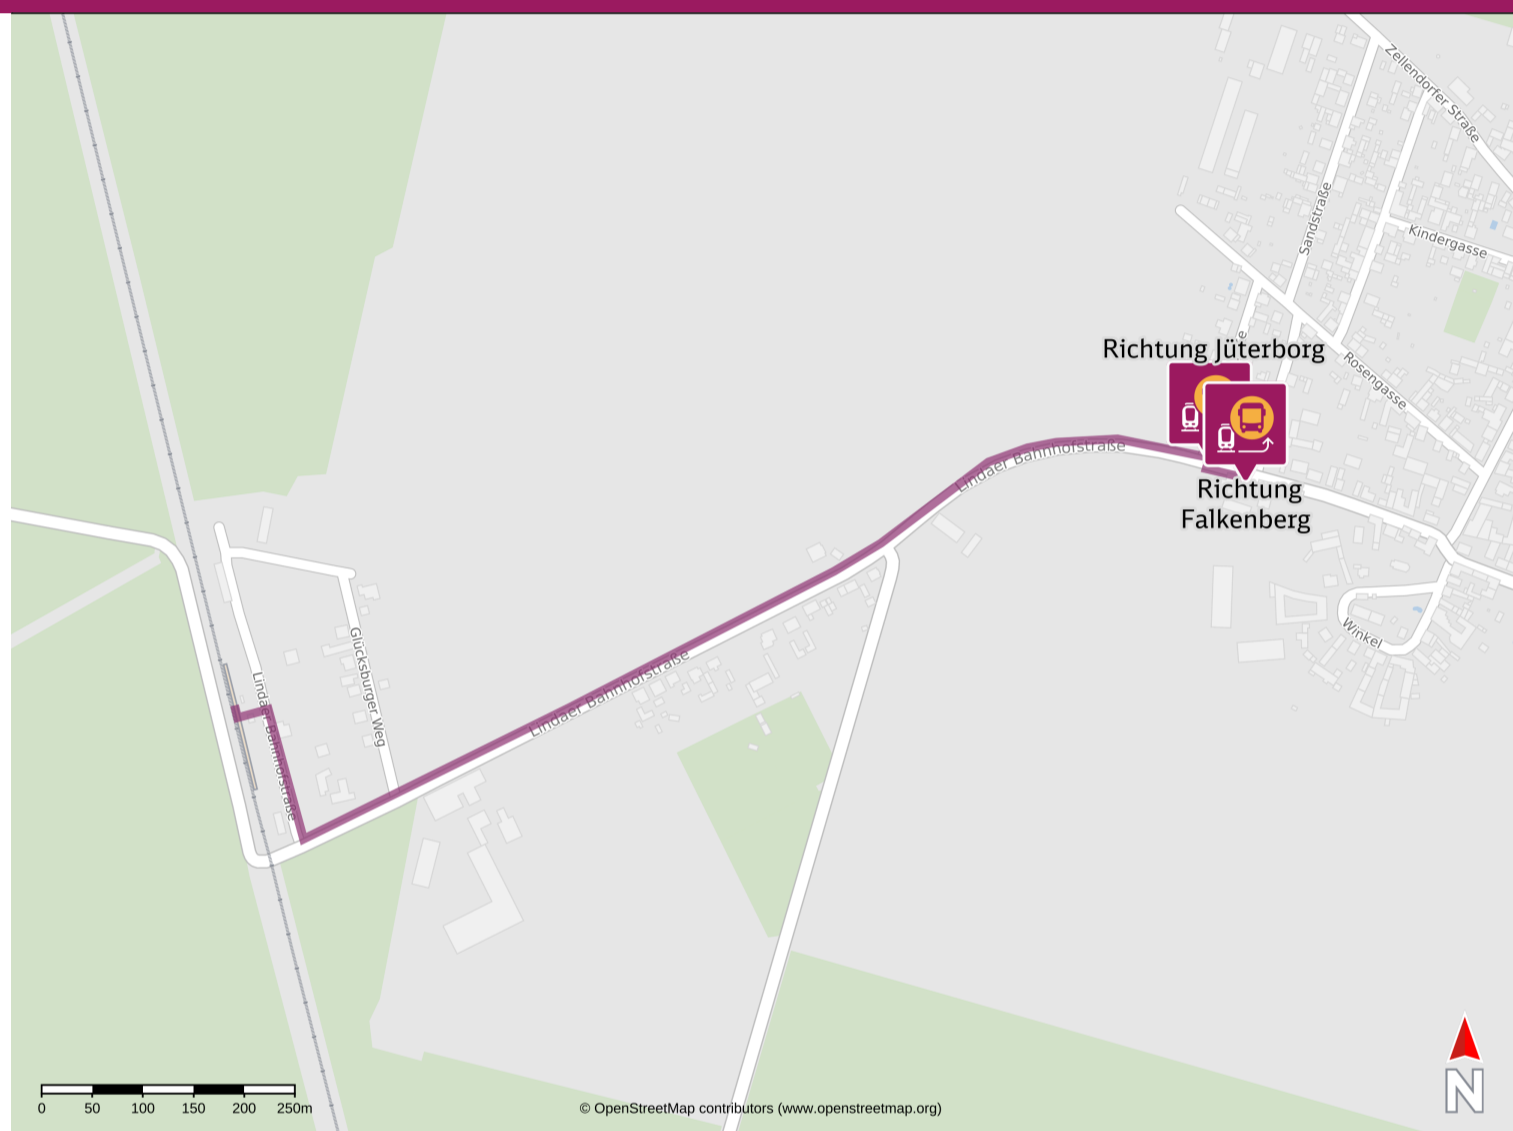 Zellendorfer Straße
Sandstraße
Kindergasse
Richtung Jüterborg
Rosengasse
Lindaer Bahnhofstraße
Richtung
Falkenberg
Winkel
Glücksburger Weg
Lindaer Bahnhofstraße
Lindaer Bahnhofstraße
0 50 100 150 200 250m
© OpenStreetMap contributors (www.openstreetmap.org)
N